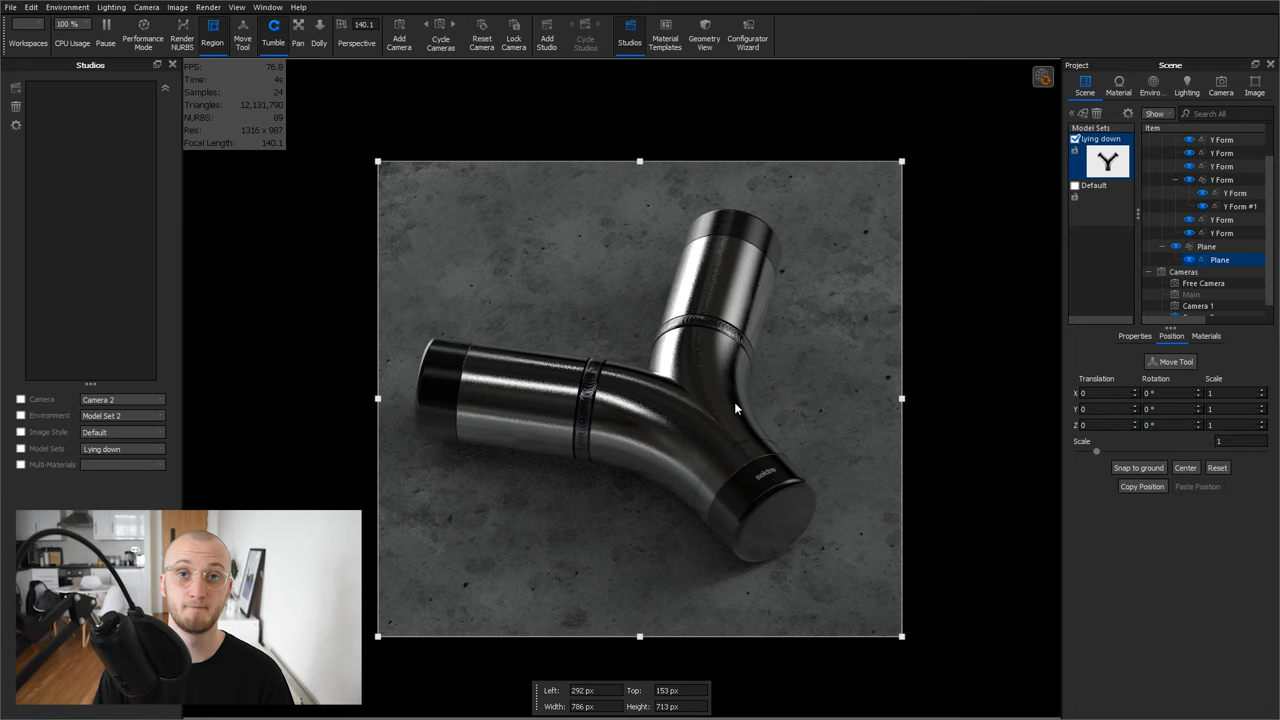 File Edit Environment Lighting Camera Image Render View Window Help
100 % 140.1
Workspaces CPU Usage Pause Performance Mode Render NURBS Region Move Tool Tumble Pan Dolly Perspective Add Camera Cycle Cameras Reset Camera Lock Camera Add Studio Cycle Studios Studios Material Templates Geometry View Configurator Wizard
Studios
FPS: 76.8
Time: 4s
Samples: 24
Triangles: 12,131,790
NURBS: 89
Res: 1316 x 987
Focal Length: 140.1
Project Scene
Scene Material Enviro... Lighting Camera Image
Show Search All
Model Sets
Lying down
Default
Item
Y Form
Y Form
Y Form
Y Form
Y Form
Y Form #1
Y Form
Y Form
Plane
Plane
Cameras
Free Camera
Main
Camera 1
Properties Position Materials
Move Tool
Translation Rotation Scale
X 0 0 ° 1
Y 0 0 ° 1
Z 0 0 ° 1
Scale 1
Snap to ground Center Reset
Copy Position Paste Position
Camera Camera 2
Environment Model Set 2
Image Style Default
Model Sets Lying down
Multi-Materials
Left: 292 px Top: 153 px
Width: 786 px Height: 713 px